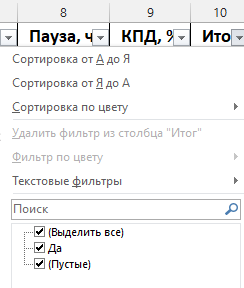 8 9 10
Пауза, ч КПД, % Ито
Сортировка от А до Я
Сортировка от Я до А
Сортировка по цвету
Удалить фильтр из столбца "Итог"
Фильтр по цвету
Текстовые фильтры
Поиск
(Выделить все)
Да
(Пустые)